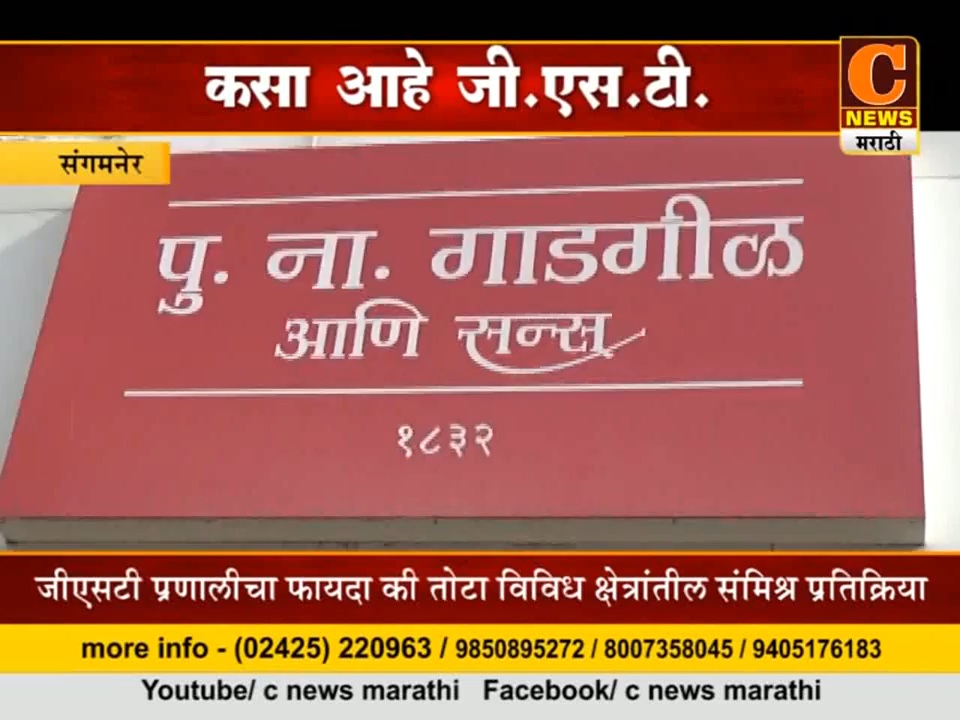 कसा आहे जी.एस.टी.
C
NEWS
मराठी
संगमनेर
पु. ना. गाडगीळ
आणि सन्स
१८३२
जीएसटी प्रणालीचा फायदा की तोटा विविध क्षेत्रांतील संमिश्र प्रतिक्रिया
more info - (02425) 220963 / 9850895272 / 8007358045 / 9405176183
Youtube/ c news marathi Facebook/ c news marathi